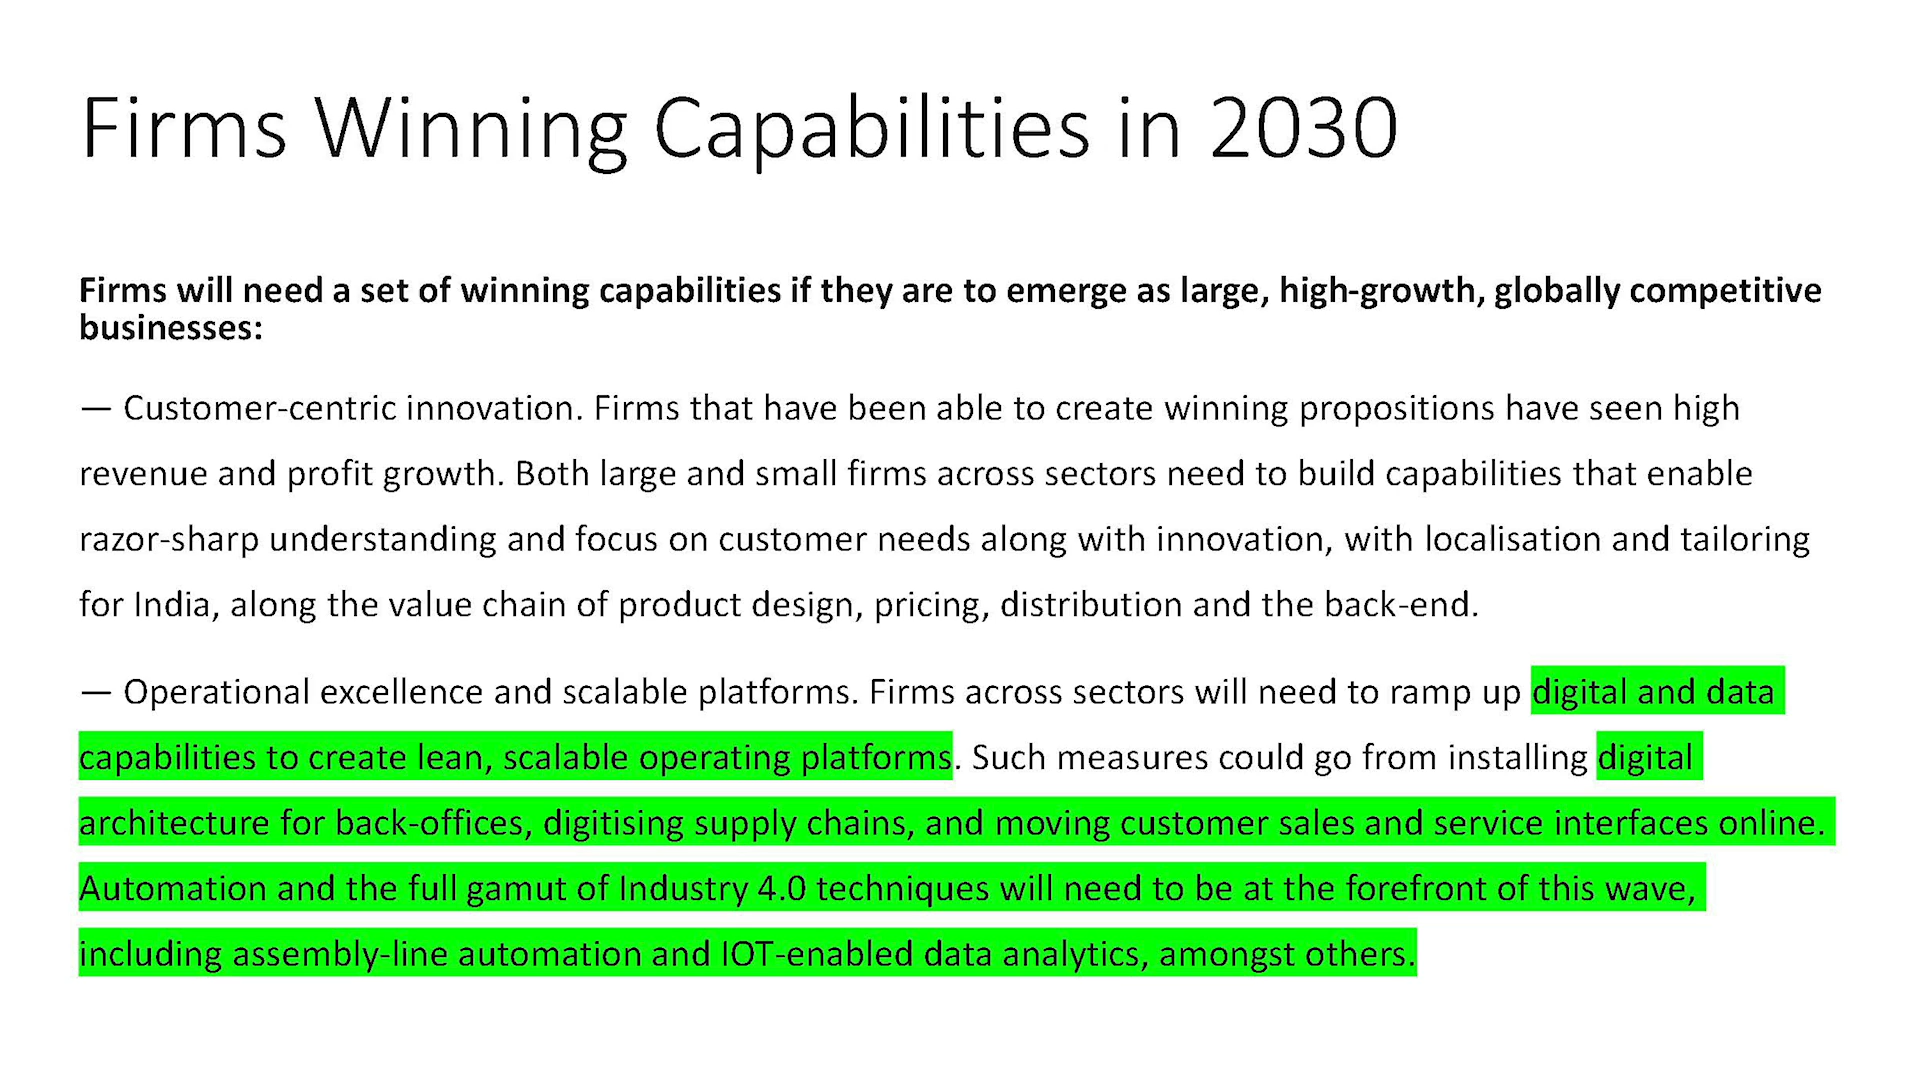 Firms Winning Capabilities in 2030
Firms will need a set of winning capabilities if they are to emerge as large, high-growth, globally competitive
businesses:
— Customer-centric innovation. Firms that have been able to create winning propositions have seen high
revenue and profit growth. Both large and small firms across sectors need to build capabilities that enable
razor-sharp understanding and focus on customer needs along with innovation, with localisation and tailoring
for India, along the value chain of product design, pricing, distribution and the back-end.
— Operational excellence and scalable platforms. Firms across sectors will need to ramp up digital and data
capabilities to create lean, scalable operating platforms. Such measures could go from installing digital
architecture for back-offices, digitising supply chains, and moving customer sales and service interfaces online.
Automation and the full gamut of Industry 4.0 techniques will need to be at the forefront of this wave,
including assembly-line automation and IOT-enabled data analytics, amongst others.